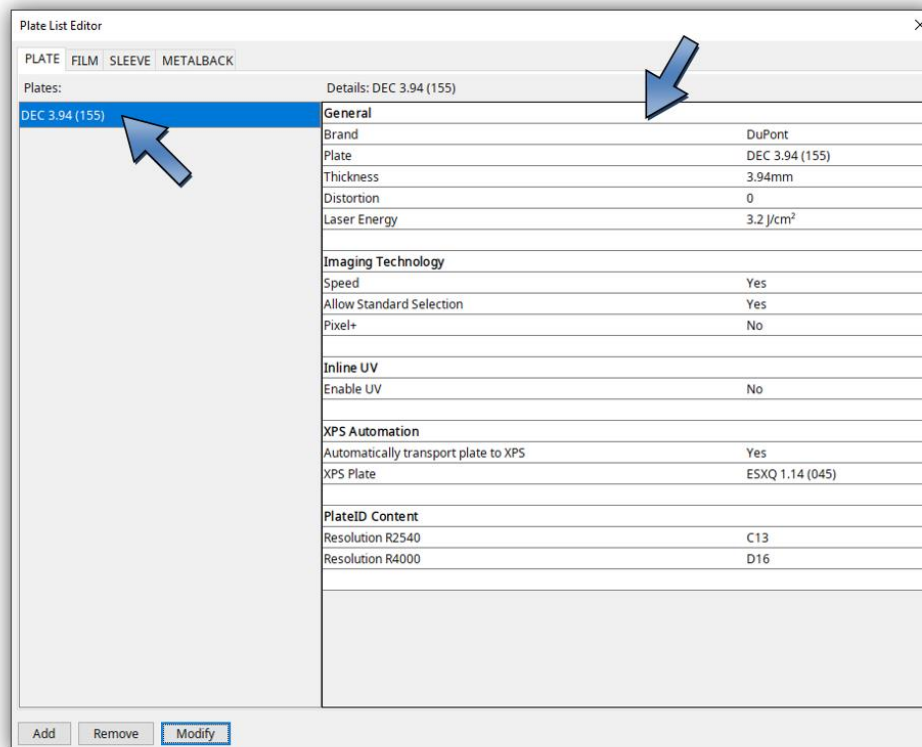 Plate List Editor
PLATE FILM SLEEVE METALBACK
Plates: Details: DEC 3.94 (155)
DEC 3.94 (155)
General
Brand DuPont
Plate DEC 3.94 (155)
Thickness 3.94mm
Distortion 0
Laser Energy 3.2 J/cm²
Imaging Technology
Speed Yes
Allow Standard Selection Yes
Pixel+ No
Inline UV
Enable UV No
XPS Automation
Automatically transport plate to XPS Yes
XPS Plate ESXQ 1.14 (045)
PlateID Content
Resolution R2540 C13
Resolution R4000 D16
Add Remove Modify